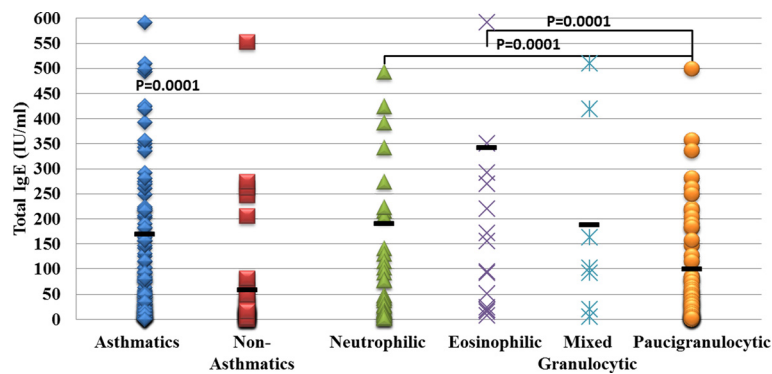 600
550
500
450
400
350
300
250
200
150
100
50
0
Total IgE (IU/ml)
P=0.0001
P=0.0001
P=0.0001
Asthmatics
Non-
Asthmatics
Neutrophilic
Eosinophilic
Mixed
Granulocytic
Paucigranulocytic